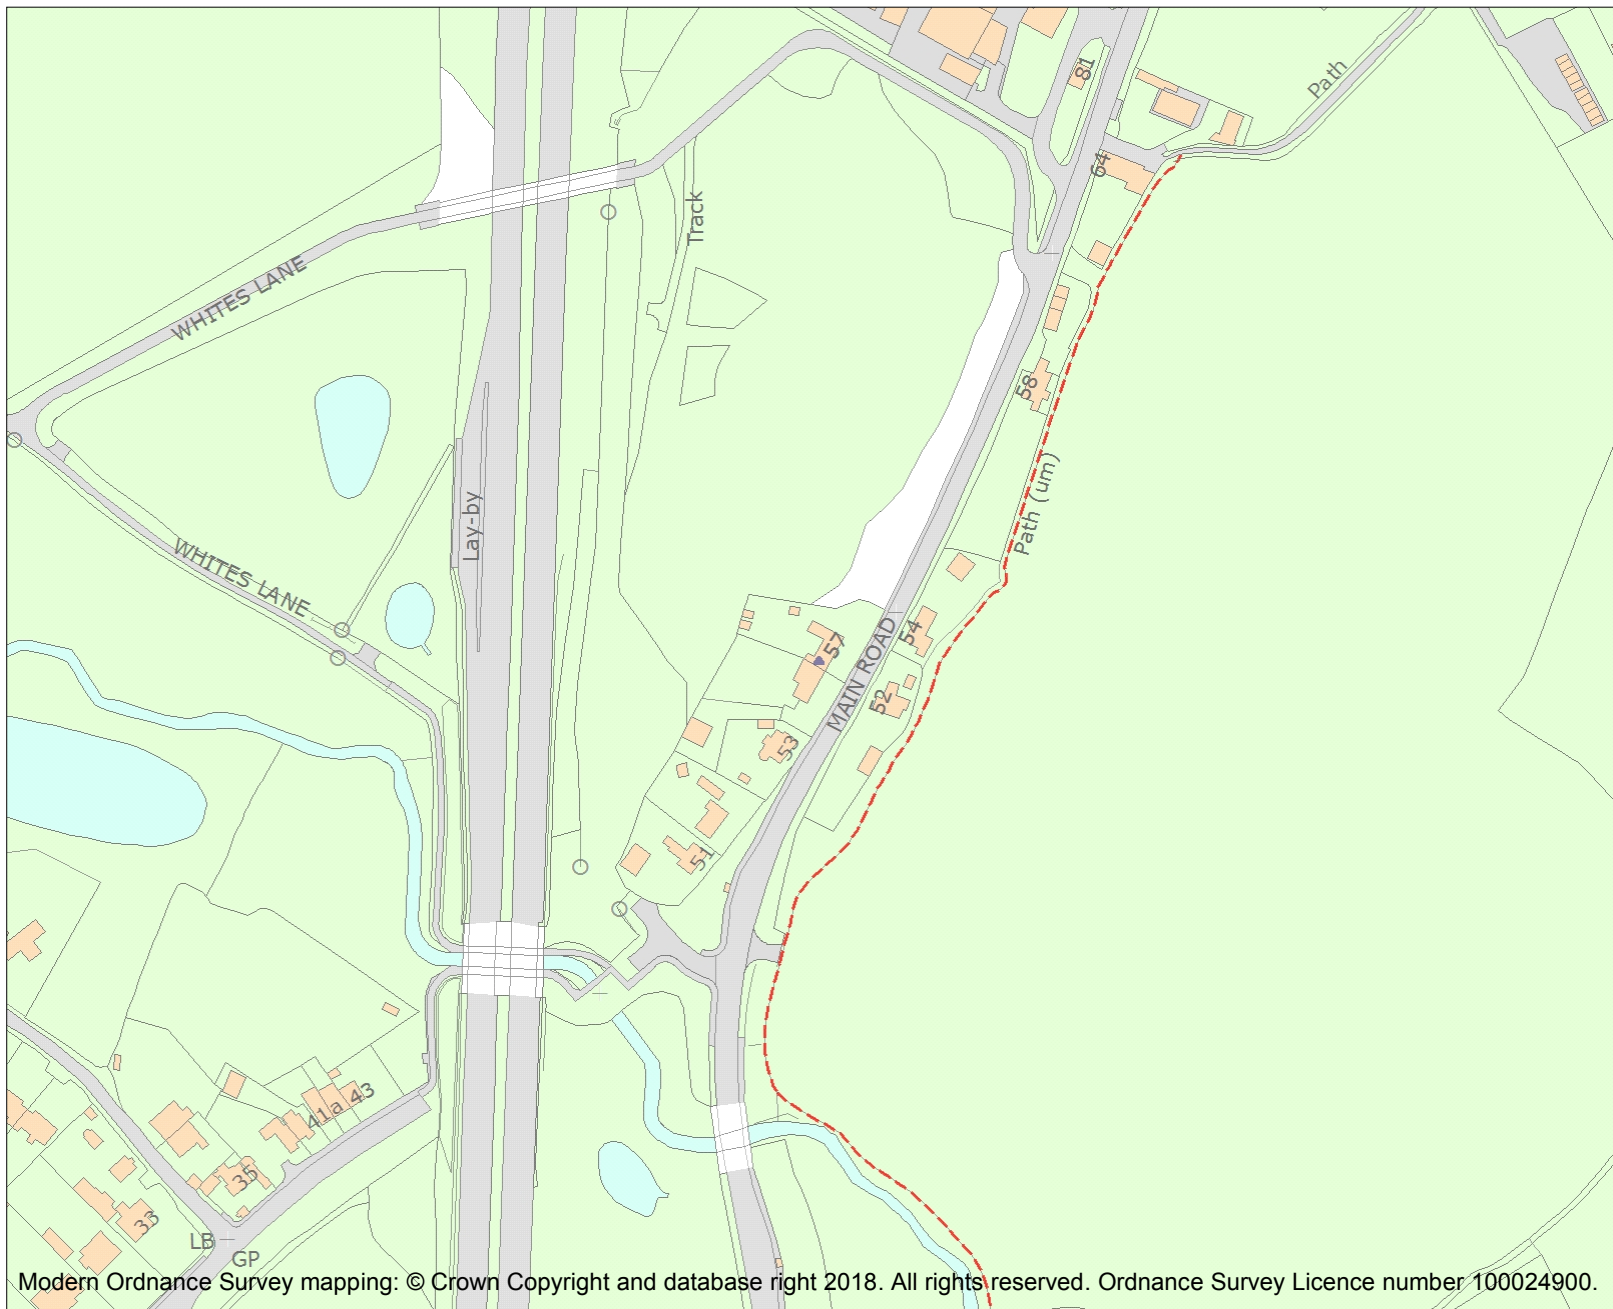 81
Path
64
Track
WHITES LANE
58
Lay-by
Path (um)
WHITES LANE
54
57
MAIN ROAD
52
53
51
43
41a
35
33
LB
GP
Modern Ordnance Survey mapping: © Crown Copyright and database right 2018. All rights reserved. Ordnance Survey Licence number 100024900.